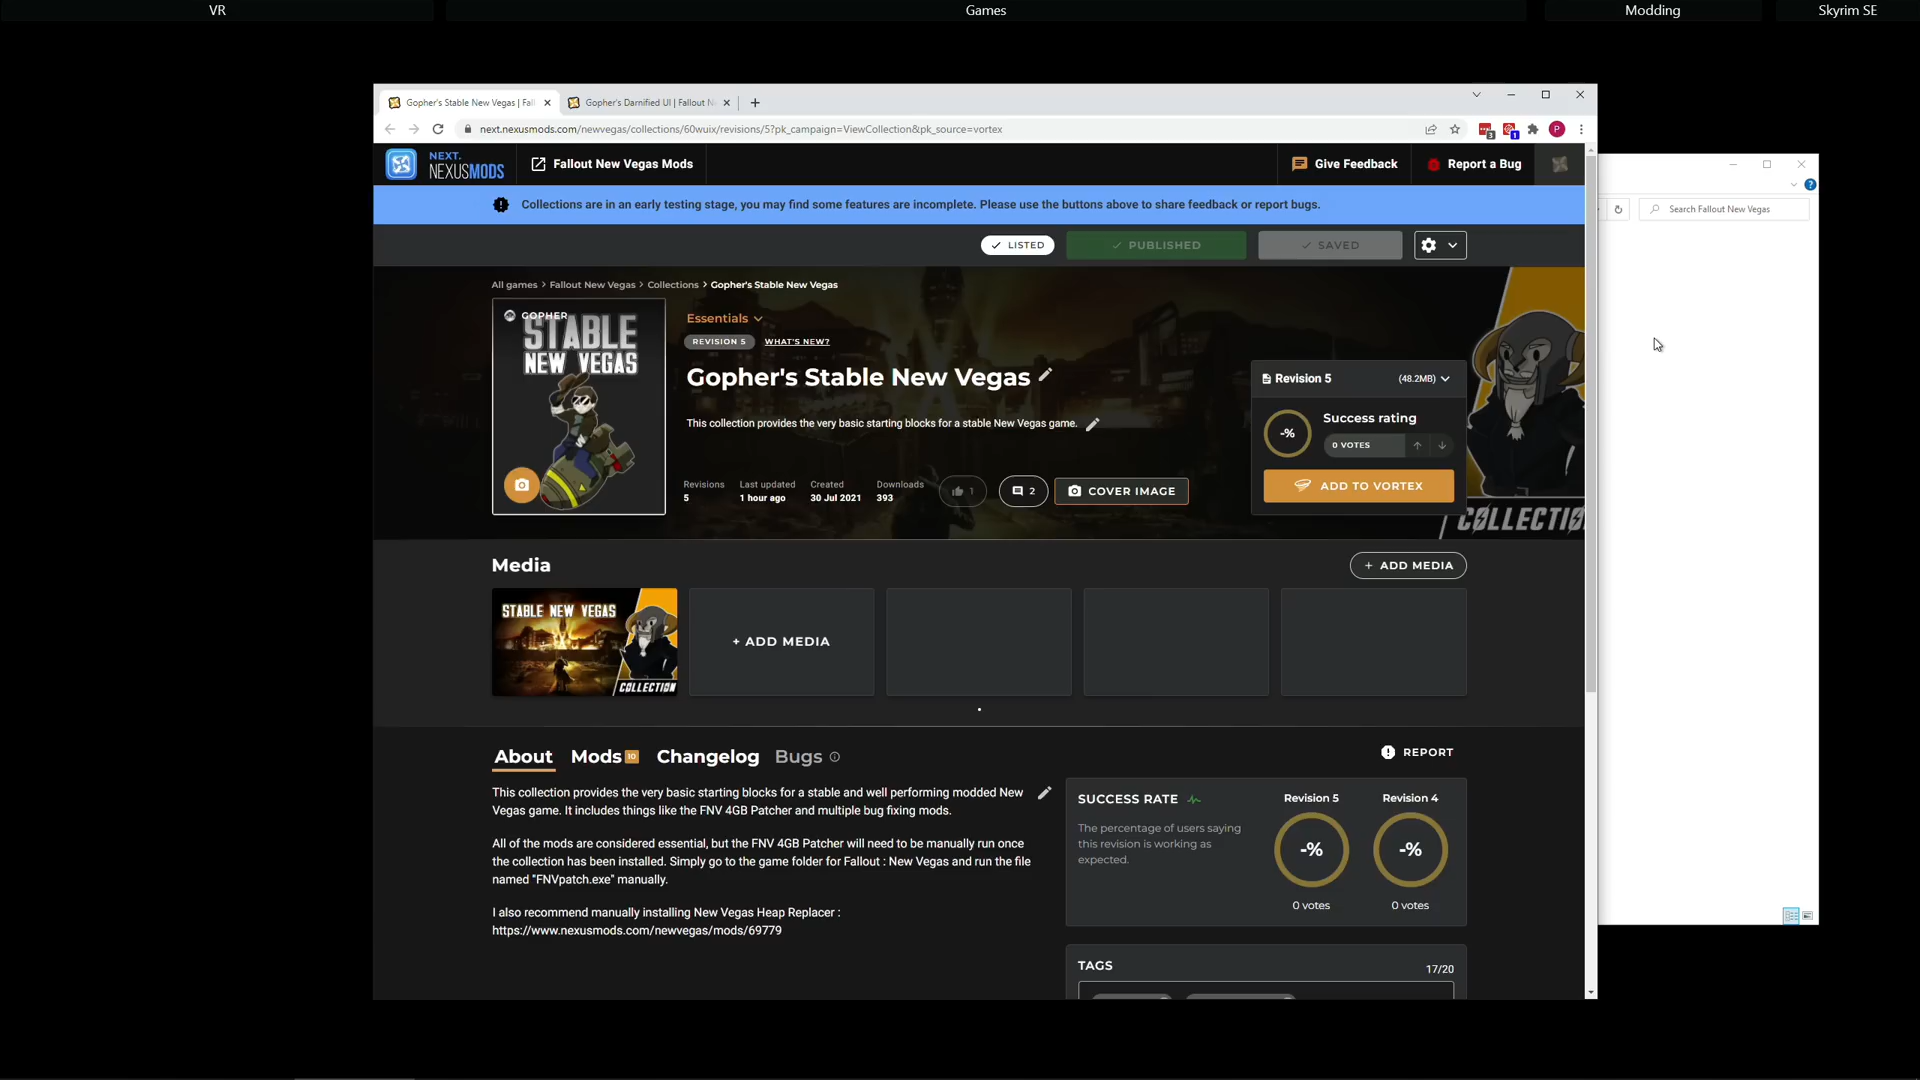 VR
Games
Modding
Skyrim SE
Gopher's Stable New Vegas | Fal
Gopher's Darnified UI | Fallout N
next.nexusmods.com/newvegas/collections/60wuix/revisions/5?pk_campaign=ViewCollection&pk_source=vortex
3
1
P
NEXT.
NEXUSMODS
Fallout New Vegas Mods
Give Feedback
Report a Bug
Collections are in an early testing stage, you may find some features are incomplete. Please use the buttons above to share feedback or report bugs.
Search Fallout New Vegas
LISTED
PUBLISHED
SAVED
All games > Fallout New Vegas > Collections > Gopher's Stable New Vegas
GOPHER
STABLE
NEW VEGAS
Essentials
REVISION 5
WHAT'S NEW?
Gopher's Stable New Vegas
This collection provides the very basic starting blocks for a stable New Vegas game.
Revisions
5
Last updated
1 hour ago
Created
30 Jul 2021
Downloads
393
1
2
COVER IMAGE
Revision 5
(48.2MB)
-%
Success rating
0 VOTES
ADD TO VORTEX
COLLECTIO
Media
+ ADD MEDIA
STABLE NEW VEGAS
COLLECTION
+ ADD MEDIA
About
Mods 10
Changelog
Bugs
REPORT
This collection provides the very basic starting blocks for a stable and well performing modded New
Vegas game. It includes things like the FNV 4GB Patcher and multiple bug fixing mods.
All of the mods are considered essential, but the FNV 4GB Patcher will need to be manually run once
the collection has been installed. Simply go to the game folder for Fallout : New Vegas and run the file
named "FNVpatch.exe" manually.
I also recommend manually installing New Vegas Heap Replacer :
https://www.nexusmods.com/newvegas/mods/69779
SUCCESS RATE
The percentage of users saying
this revision is working as
expected.
Revision 5
-%
0 votes
Revision 4
-%
0 votes
TAGS
17/20